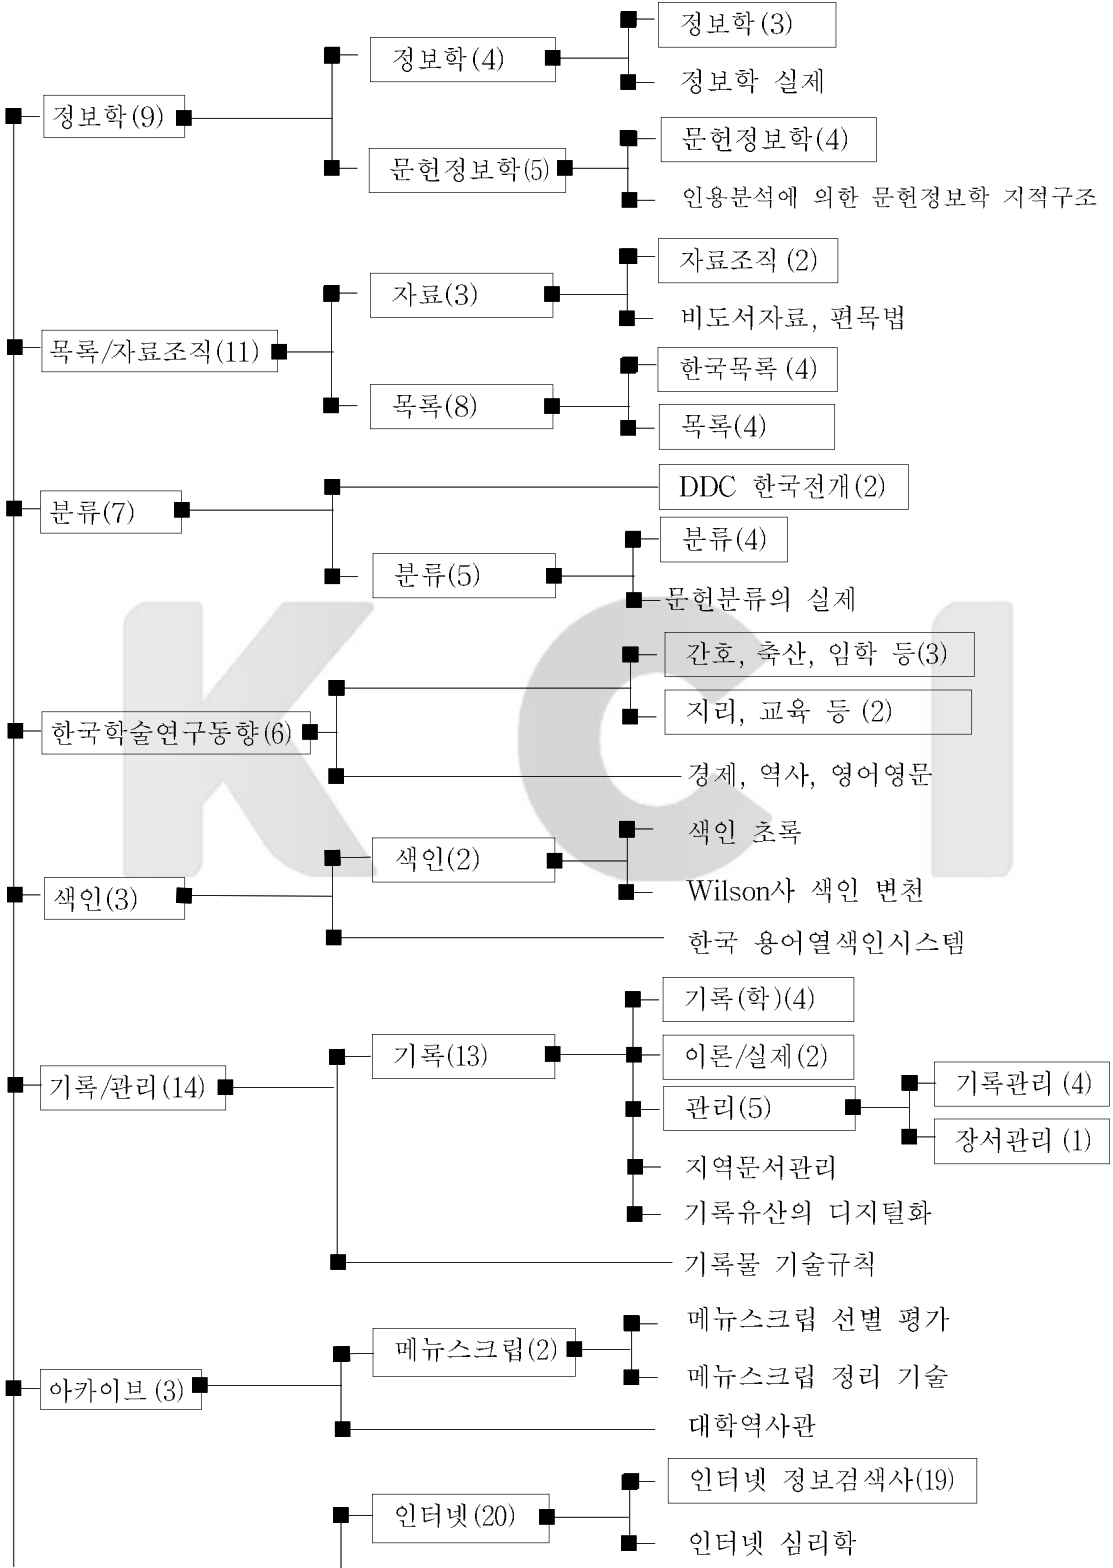 정보학(3)
정보학(4)
정보학 실제
정보학(9)
문헌정보학(4)
문헌정보학(5)
인용분석에 의한 문헌정보학 지적구조
자료조직(2)
자료(3)
비도서자료, 편목법
목록/자료조직(11)
한국목록(4)
목록(8)
목록(4)
DDC 한국전개(2)
분류(7)
분류(4)
분류(5)
문헌분류의 실제
간호, 축산, 임학 등(3)
지리, 교육 등 (2)
한국학술연구동향(6)
경제, 역사, 영어영문
색인 초록
색인(2)
Wilson사 색인 변천
색인(3)
한국 용어열색인시스템
기록(학)(4)
기록(13)
이론/실제(2)
기록/관리(14)
기록관리(4)
관리(5)
장서관리(1)
지역문서관리
기록유산의 디지털화
기록물 기술규칙
메뉴스크립 선별 평가
메뉴스크립(2)
메뉴스크립 정리 기술
아카이브(3)
대학역사관
인터넷 정보검색사(19)
인터넷(20)
인터넷 심리학
KCI